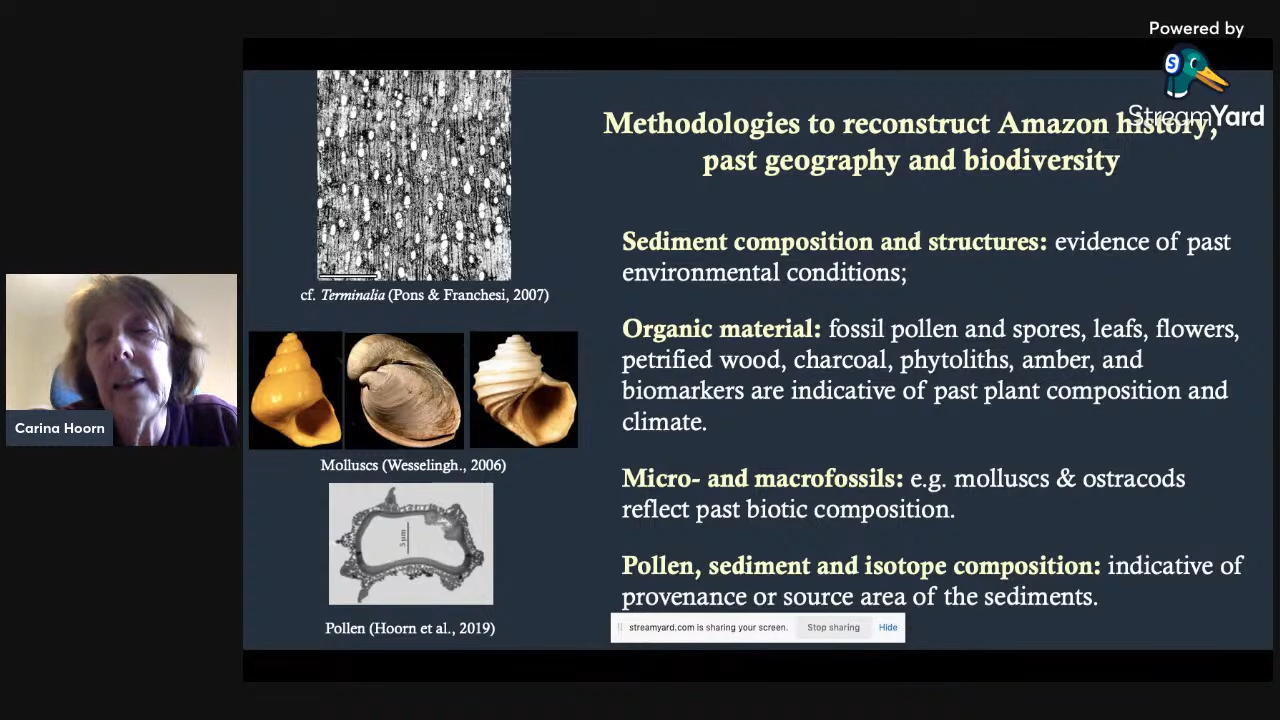 Powered by
StreamYard
Methodologies to reconstruct Amazon history,
past geography and biodiversity
Sediment composition and structures: evidence of past
environmental conditions;
cf. Terminalia (Pons & Franchesi, 2007)
Organic material: fossil pollen and spores, leafs, flowers,
petrified wood, charcoal, phytoliths, amber, and
biomarkers are indicative of past plant composition and
climate.
Carina Hoorn
Molluscs (Wesselingh., 2006)
Micro- and macrofossils: e.g. molluscs & ostracods
reflect past biotic composition.
5 µm
Pollen, sediment and isotope composition: indicative of
provenance or source area of the sediments.
Pollen (Hoorn et al., 2019)
streamyard.com is sharing your screen. Stop sharing Hide